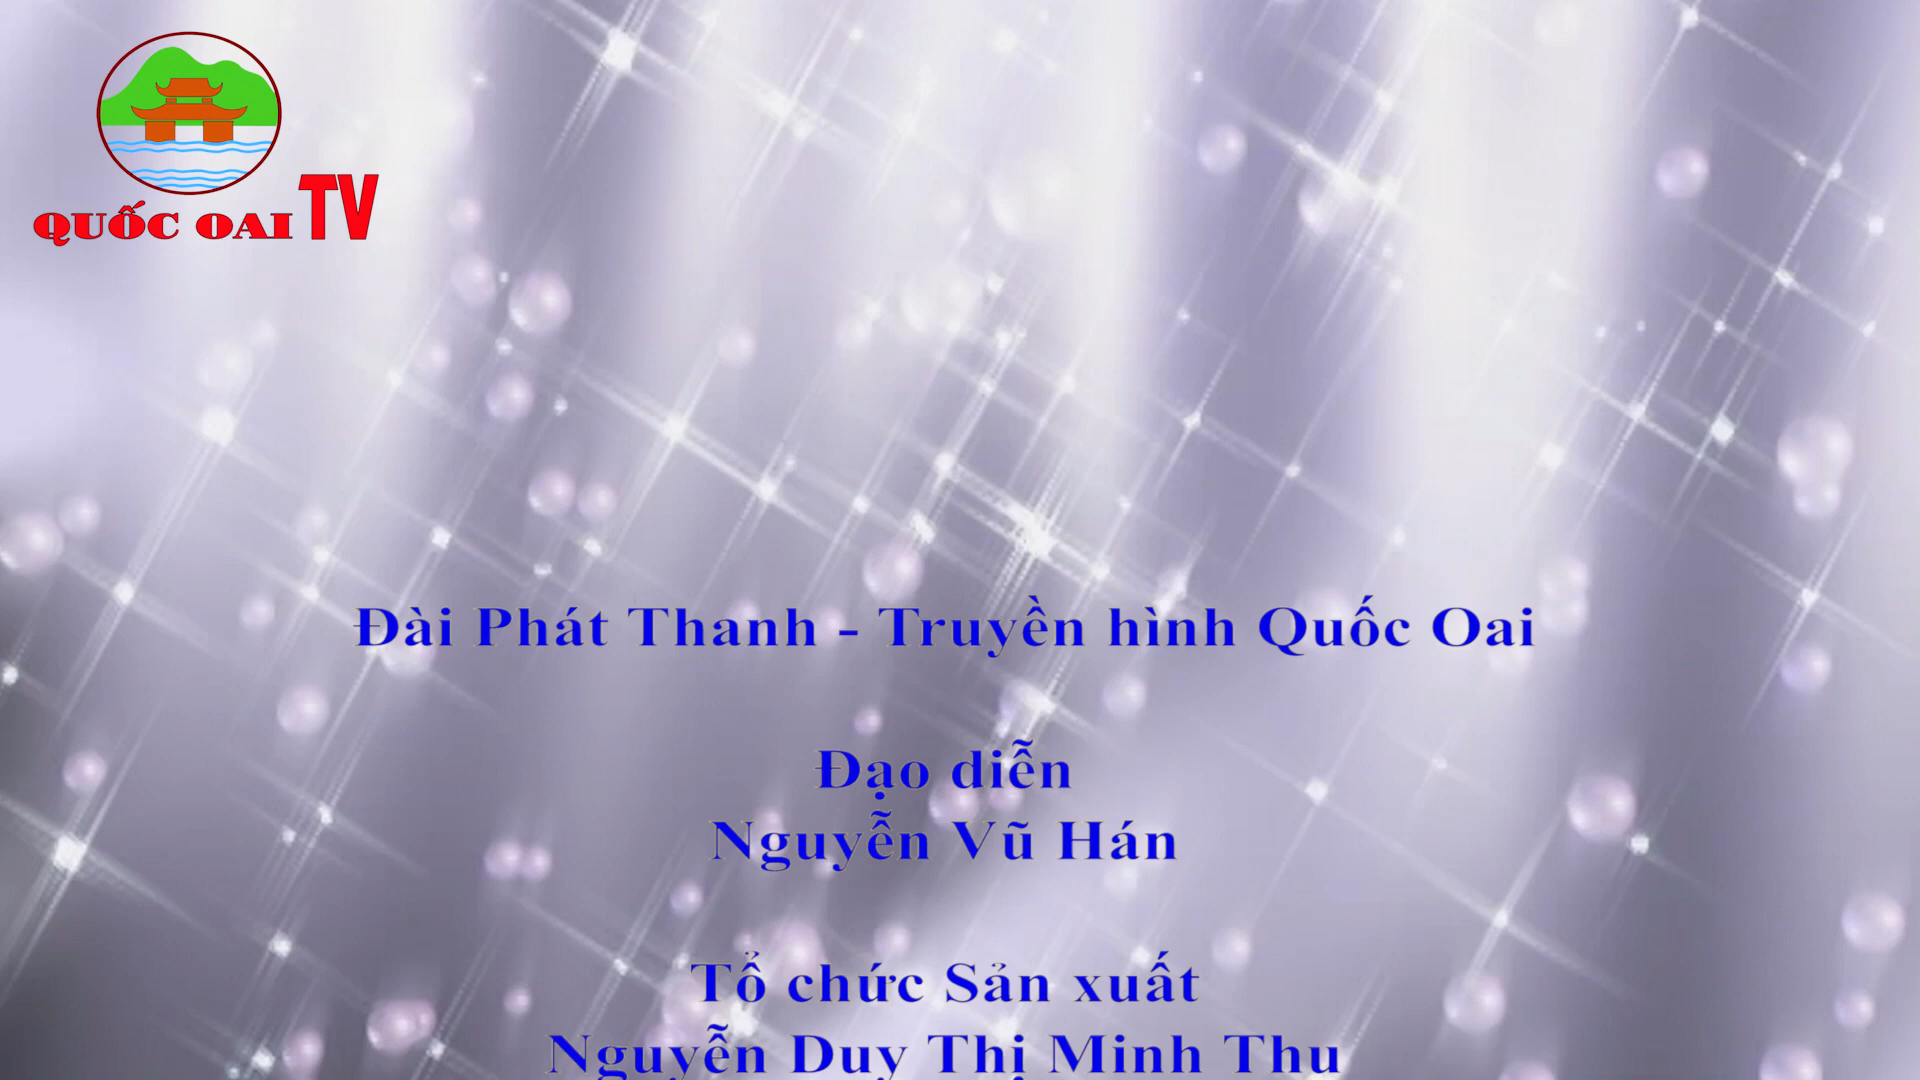 QUỐC OAI TV
Đài Phát Thanh - Truyền hình Quốc Oai
Đạo diễn
Nguyễn Vũ Hán
Tổ chức Sản xuất
Nguyễn Duy Thị Minh Thu